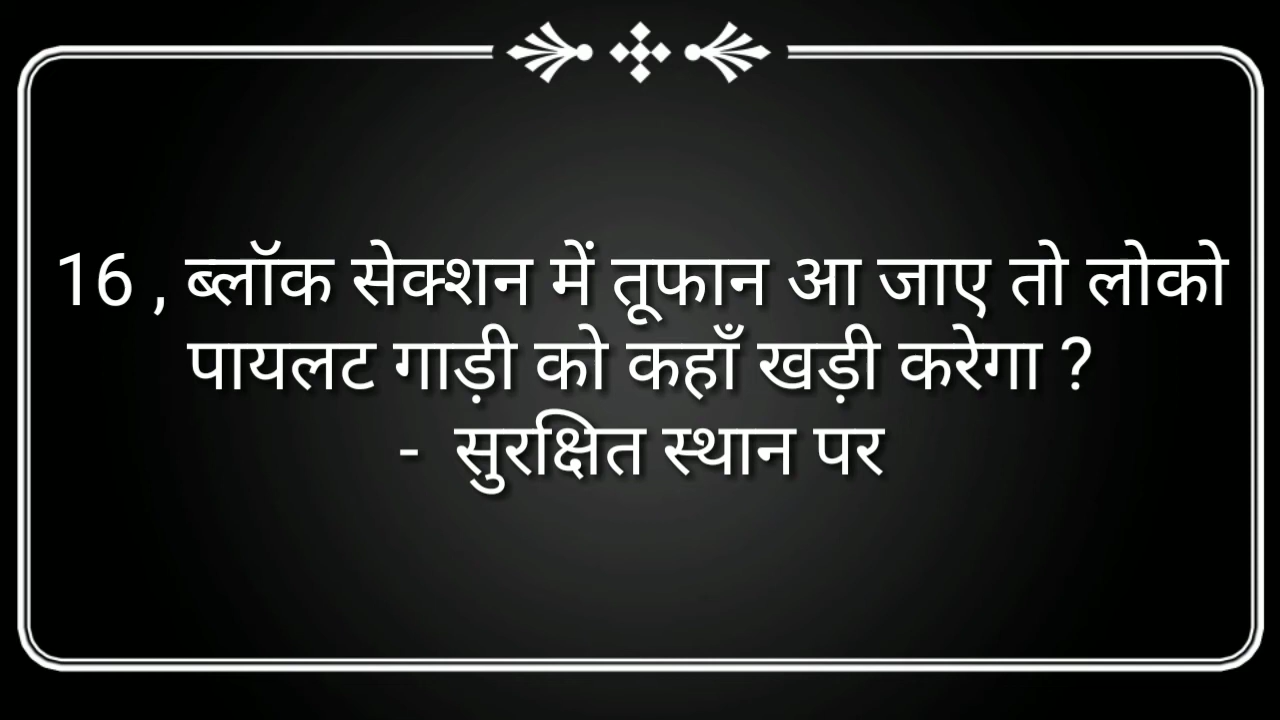 16 , ब्लॉक सेक्शन में तूफान आ जाए तो लोको
पायलट गाड़ी को कहाँ खड़ी करेगा ?
- सुरक्षित स्थान पर